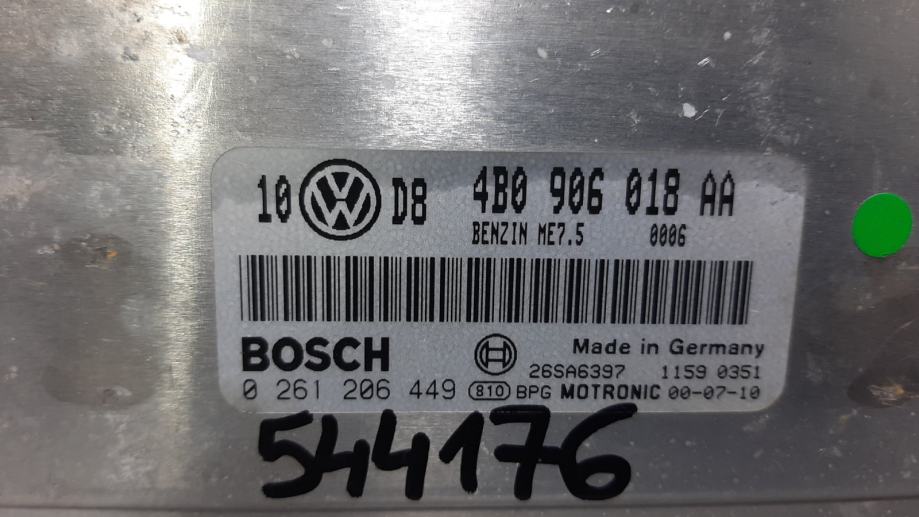 10 VW D8 4B0 906 018 AA
BENZIN ME7.5 0006
BOSCH
Made in Germany
26SA6397 1159 0351
0 261 206 449 810 BPG MOTRONIC 00-07-10
544176